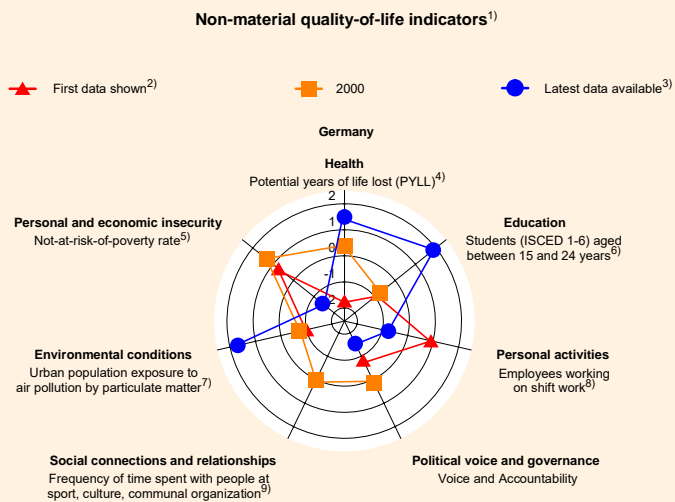 Non-material quality-of-life indicators1)
First data shown2)
2000
Latest data available3)
Germany
Health
Potential years of life lost (PYLL)4)
2
1
0
-1
-2
Personal and economic insecurity
Not-at-risk-of-poverty rate5)
Education
Students (ISCED 1-6) aged
between 15 and 24 years6)
Environmental conditions
Urban population exposure to
air pollution by particulate matter7)
Personal activities
Employees working
on shift work8)
Social connections and relationships
Frequency of time spent with people at
sport, culture, communal organization9)
Political voice and governance
Voice and Accountability